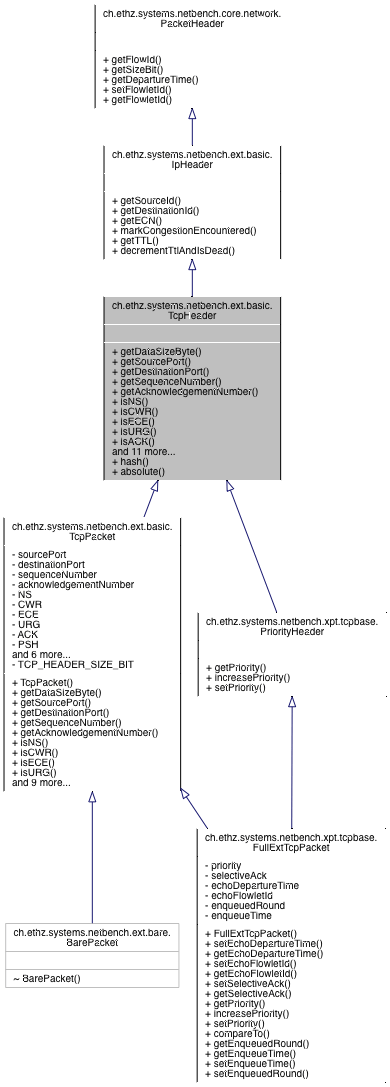 ch.ethz.systems.netbench.core.network.
PacketHeader
+ getFlowId()
+ getSizeBit()
+ getDepartureTime()
+ setFlowletId()
+ getFlowletId()
ch.ethz.systems.netbench.ext.basic.
IpHeader
+ getSourceId()
+ getDestinationId()
+ getECN()
+ markCongestionEncountered()
+ getTTL()
+ decrementTtlAndIsDead()
ch.ethz.systems.netbench.ext.basic.
TcpHeader
+ getDataSizeByte()
+ getSourcePort()
+ getDestinationPort()
+ getSequenceNumber()
+ getAcknowledgementNumber()
+ isNS()
+ isCWR()
+ isECE()
+ isURG()
+ isACK()
and 11 more...
+ hash()
+ absolute()
ch.ethz.systems.netbench.ext.basic.
TcpPacket
- sourcePort
- destinationPort
- sequenceNumber
- acknowledgementNumber
- NS
- CWR
- ECE
- URG
- ACK
- PSH
and 6 more...
- TCP_HEADER_SIZE_BIT
+ TcpPacket()
+ getDataSizeByte()
+ getSourcePort()
+ getDestinationPort()
+ getSequenceNumber()
+ getAcknowledgementNumber()
+ isNS()
+ isCWR()
+ isECE()
+ isURG()
and 9 more...
ch.ethz.systems.netbench.xpt.tcpbase.
PriorityHeader
+ getPriority()
+ increasePriority()
+ setPriority()
ch.ethz.systems.netbench.xpt.tcpbase.
FullExtTcpPacket
- priority
- selectiveAck
- echoDepartureTime
- echoFlowletId
- enqueuedRound
- enqueueTime
+ FullExtTcpPacket()
+ setEchoDepartureTime()
+ getEchoDepartureTime()
+ setEchoFlowletId()
+ getEchoFlowletId()
+ setSelectiveAck()
+ getSelectiveAck()
+ getPriority()
+ increasePriority()
+ setPriority()
+ compareTo()
+ getEnqueuedRound()
+ getEnqueueTime()
+ setEnqueueTime()
+ setEnqueuedRound()
ch.ethz.systems.netbench.ext.bare.
BarePacket
~ BarePacket()